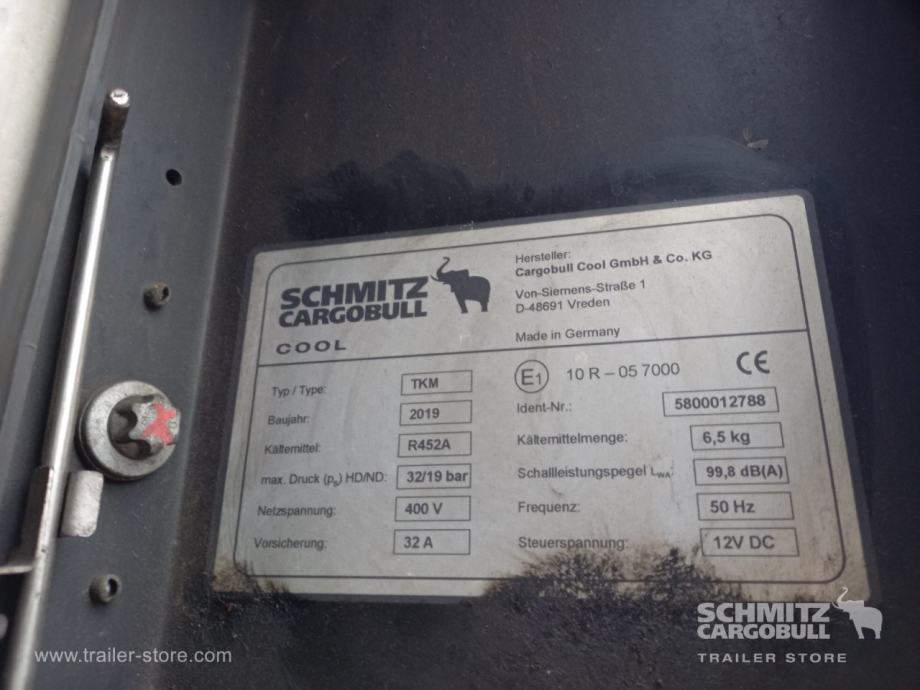 SCHMITZ
CARGOBULL
COOL
Hersteller:
Cargobull Cool GmbH & Co. KG
Von-Siemens-Straße 1
D-48691 Vreden
Made in Germany
E1 10 R – 05 7000 CE
Typ / Type: TKM
Baujahr: 2019
Kältemittel: R452A
max. Druck (ps) HD/ND: 32/19 bar
Netzspannung: 400 V
Vorsicherung: 32 A
Ident-Nr.: 5800012788
Kältemittelmenge: 6,5 kg
Schallleistungspegel LWA: 99,8 dB(A)
Frequenz: 50 Hz
Steuerspannung: 12V DC
www.trailer-store.com
SCHMITZ
CARGOBULL
TRAILER STORE